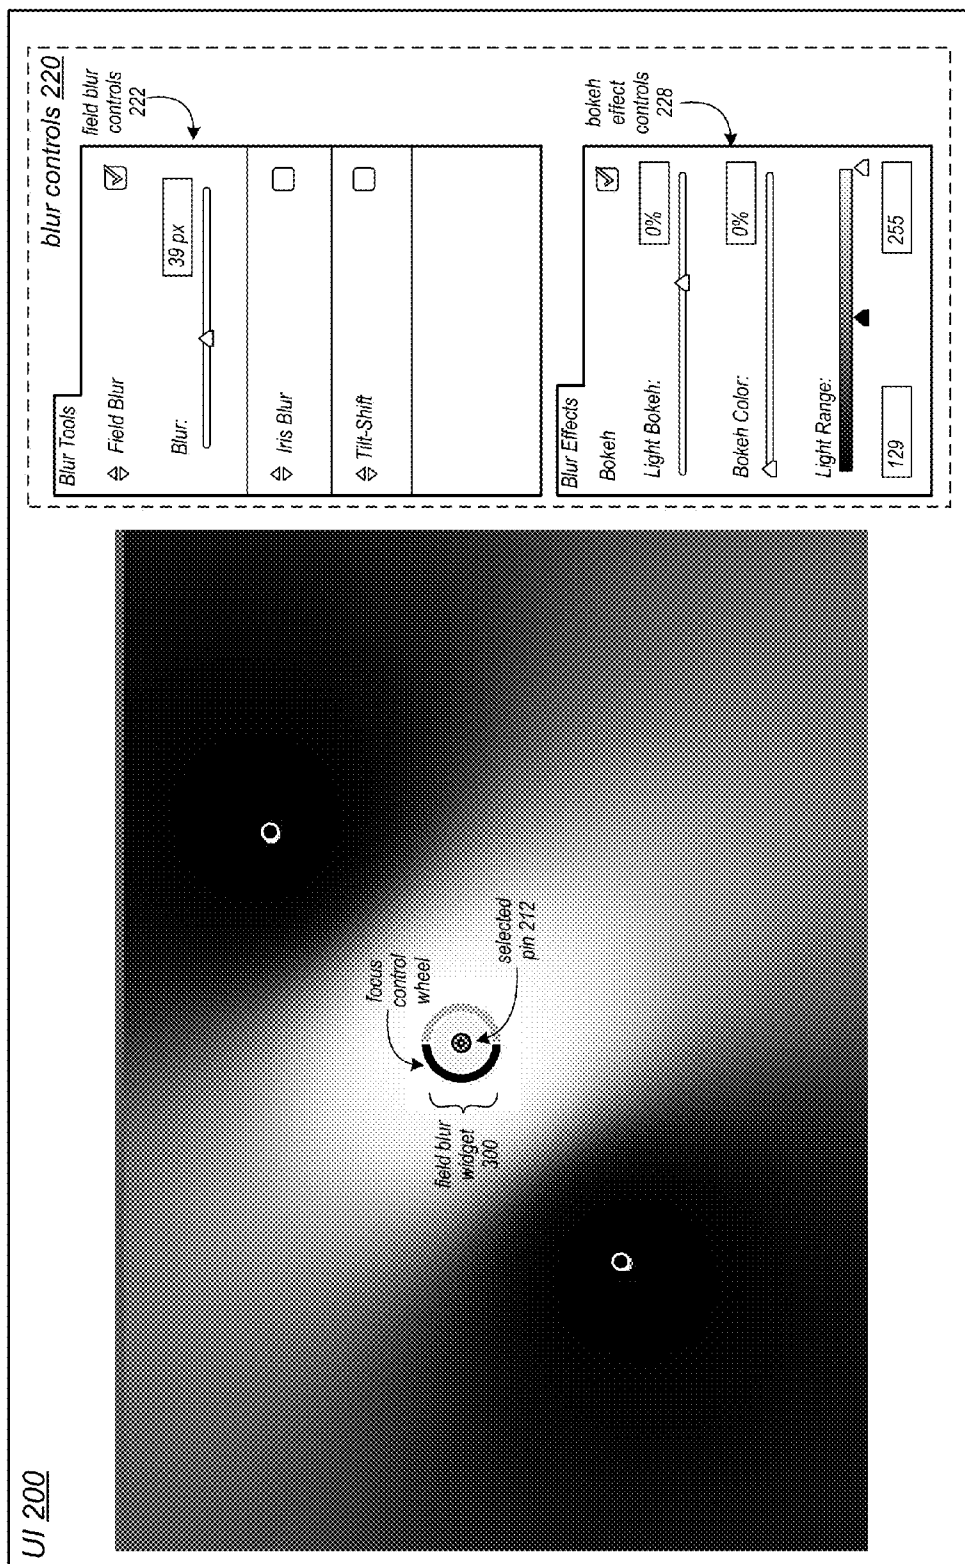 UI 200
blur controls 220
Blur Tools
Field Blur
Blur:
39 px
Iris Blur
Tilt-Shift
field blur
controls
222
Blur Effects
Bokeh
Light Bokeh:
0%
Bokeh Color:
0%
Light Range:
129
255
bokeh
effect
controls
228
focus
control
wheel
field blur
widget
300
selected
pin 212